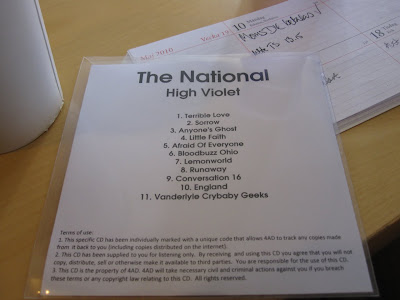 The National
High Violet
1. Terrible Love
2. Sorrow
3. Anyone's Ghost
4. Little Faith
5. Afraid Of Everyone
6. Bloodbuzz Ohio
7. Lemonworld
8. Runaway
9. Conversation 16
10. England
11. Vanderlyle Crybaby Geeks
Terms of use:
1. This specific CD has been individually marked with a unique code that allows 4AD to track any copies made
from it back to you (including copies distributed on the internet).
2. This CD has been supplied to you for listening only. By receiving and using this CD you agree that you will not
copy, distribute, sell or otherwise make it available to third parties. You are responsible for the use of this CD.
3. This CD is the property of 4AD. 4AD will take necessary civil and criminal actions against you if you breach
these terms or any copyright law relating to this CD. All rights reserved.
May 2010
10
18